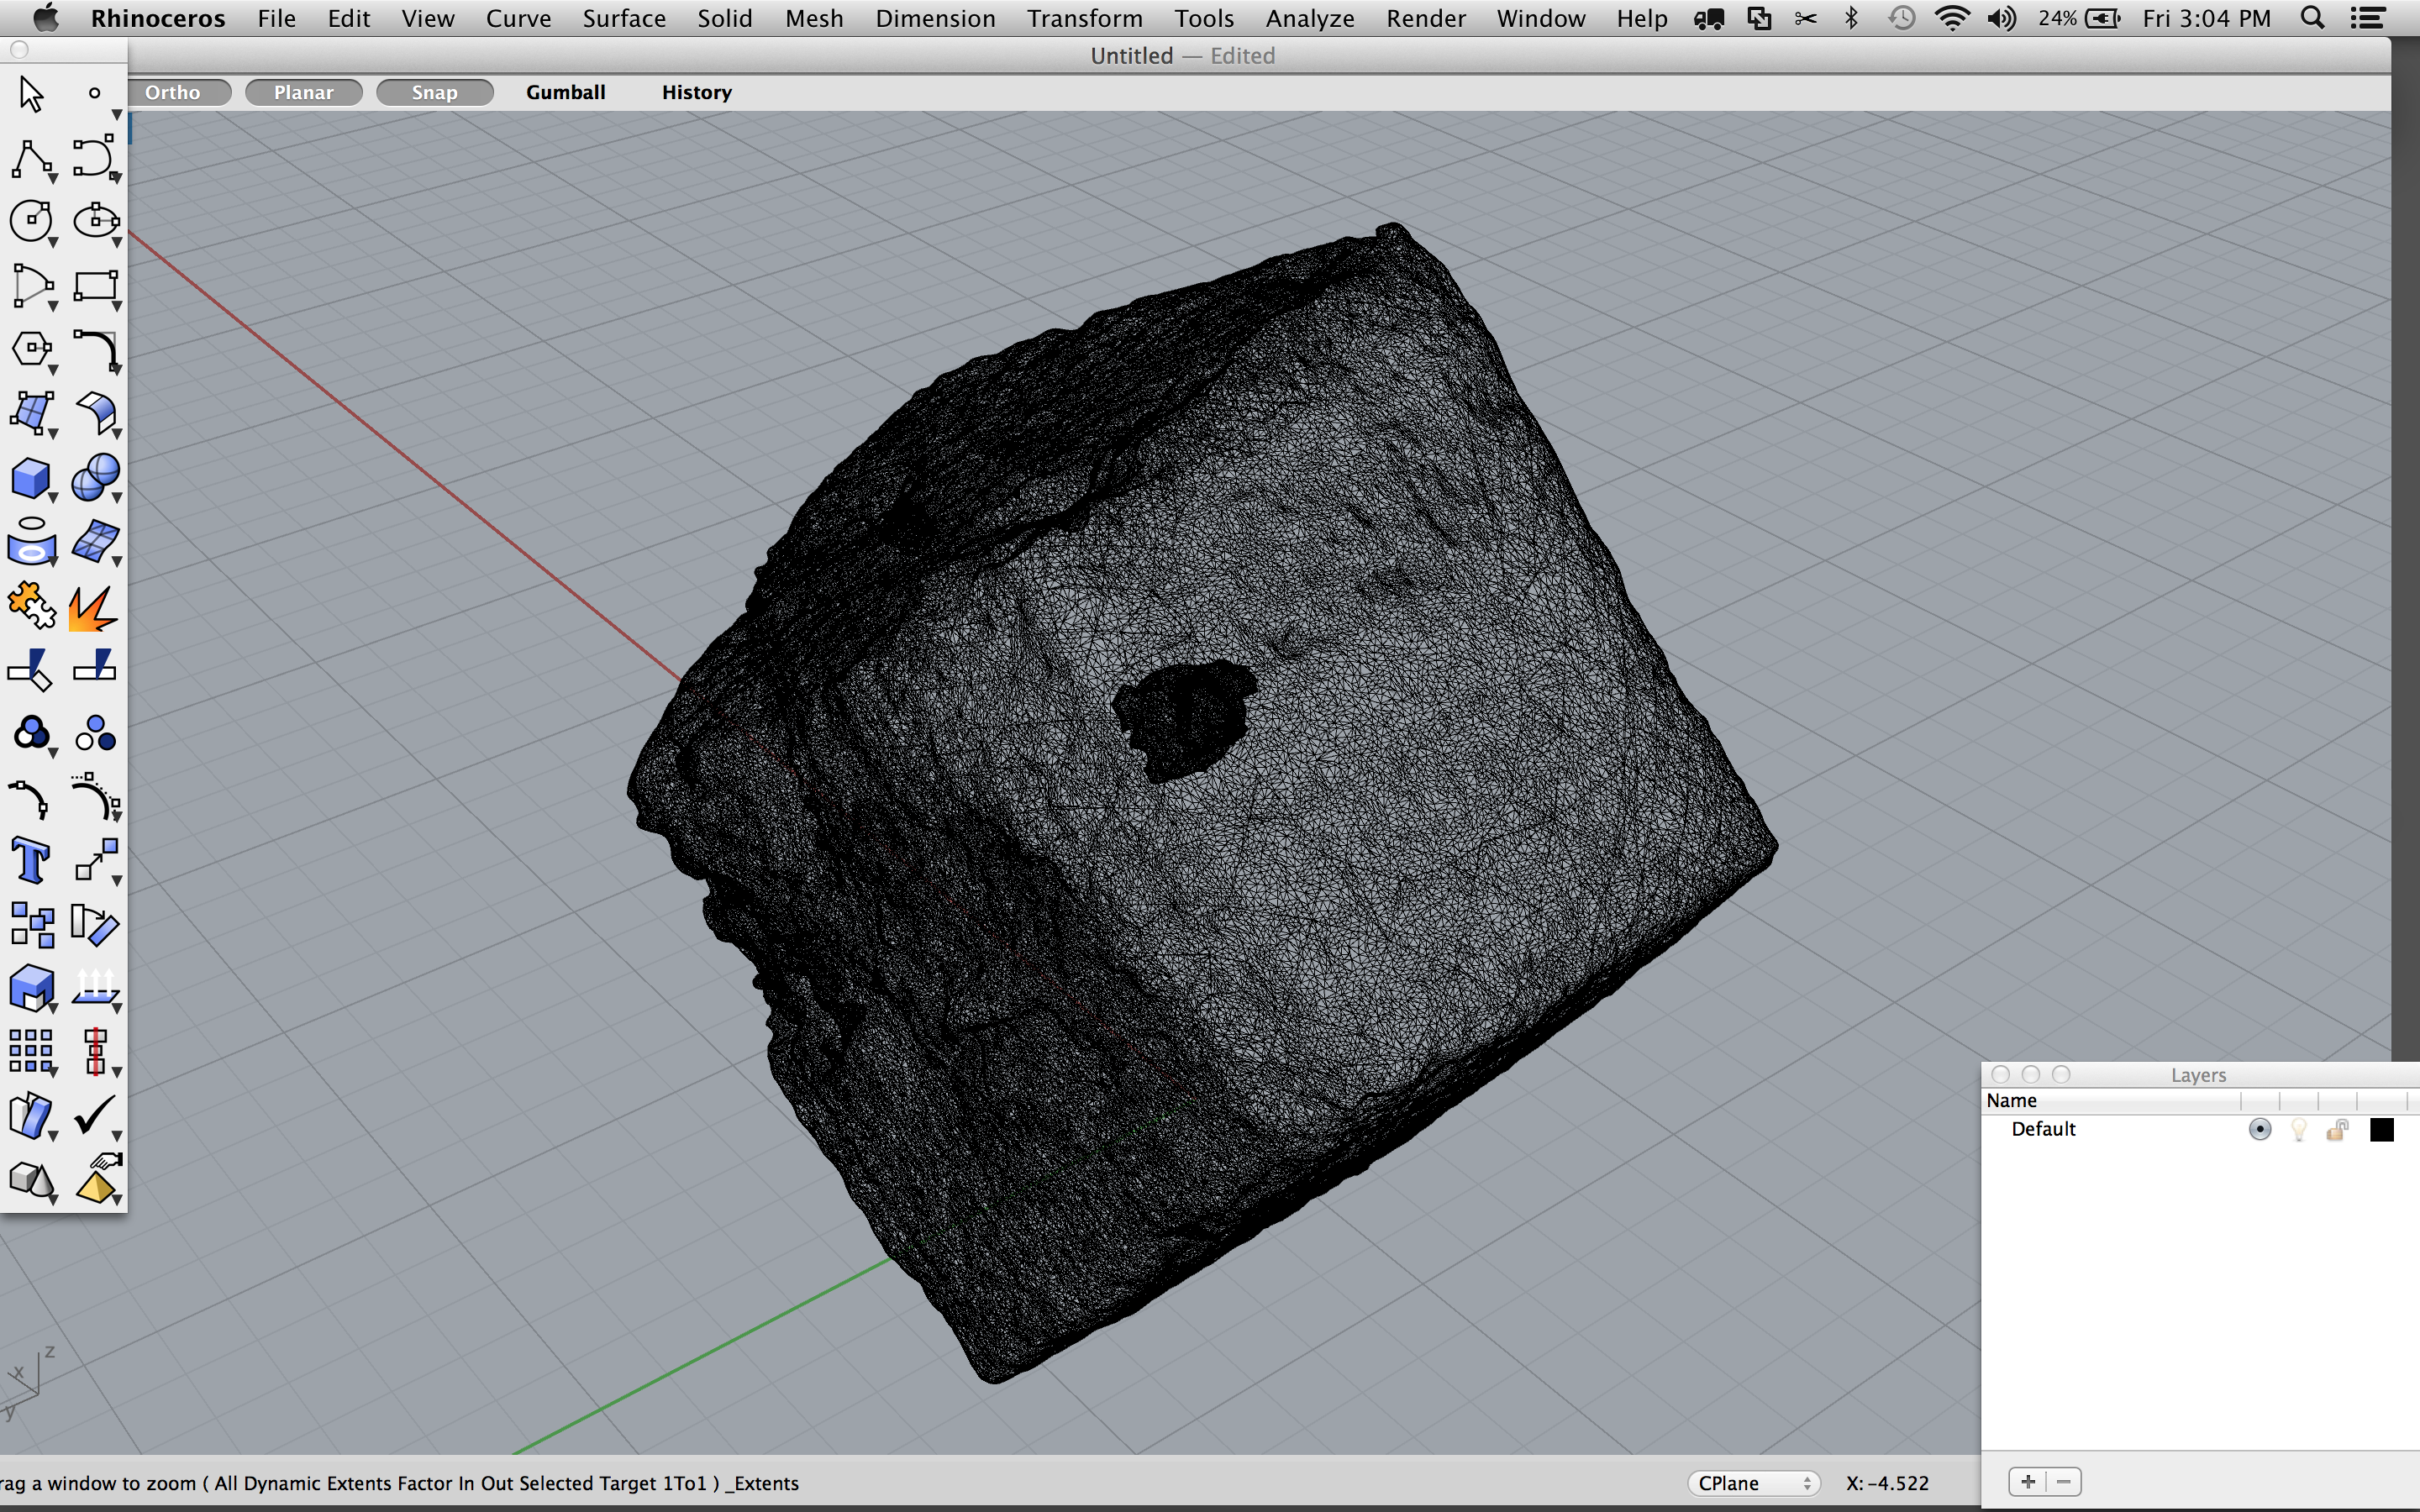 Rhinoceros File Edit View Curve Surface Solid Mesh Dimension Transform Tools Analyze Render Window Help 24% Fri 3:04 PM
Untitled — Edited
Ortho Planar Snap Gumball History
Layers
Name
Default
z
x
y
rag a window to zoom ( All Dynamic Extents Factor In Out Selected Target 1To1 ) _Extents CPlane X: -4.522